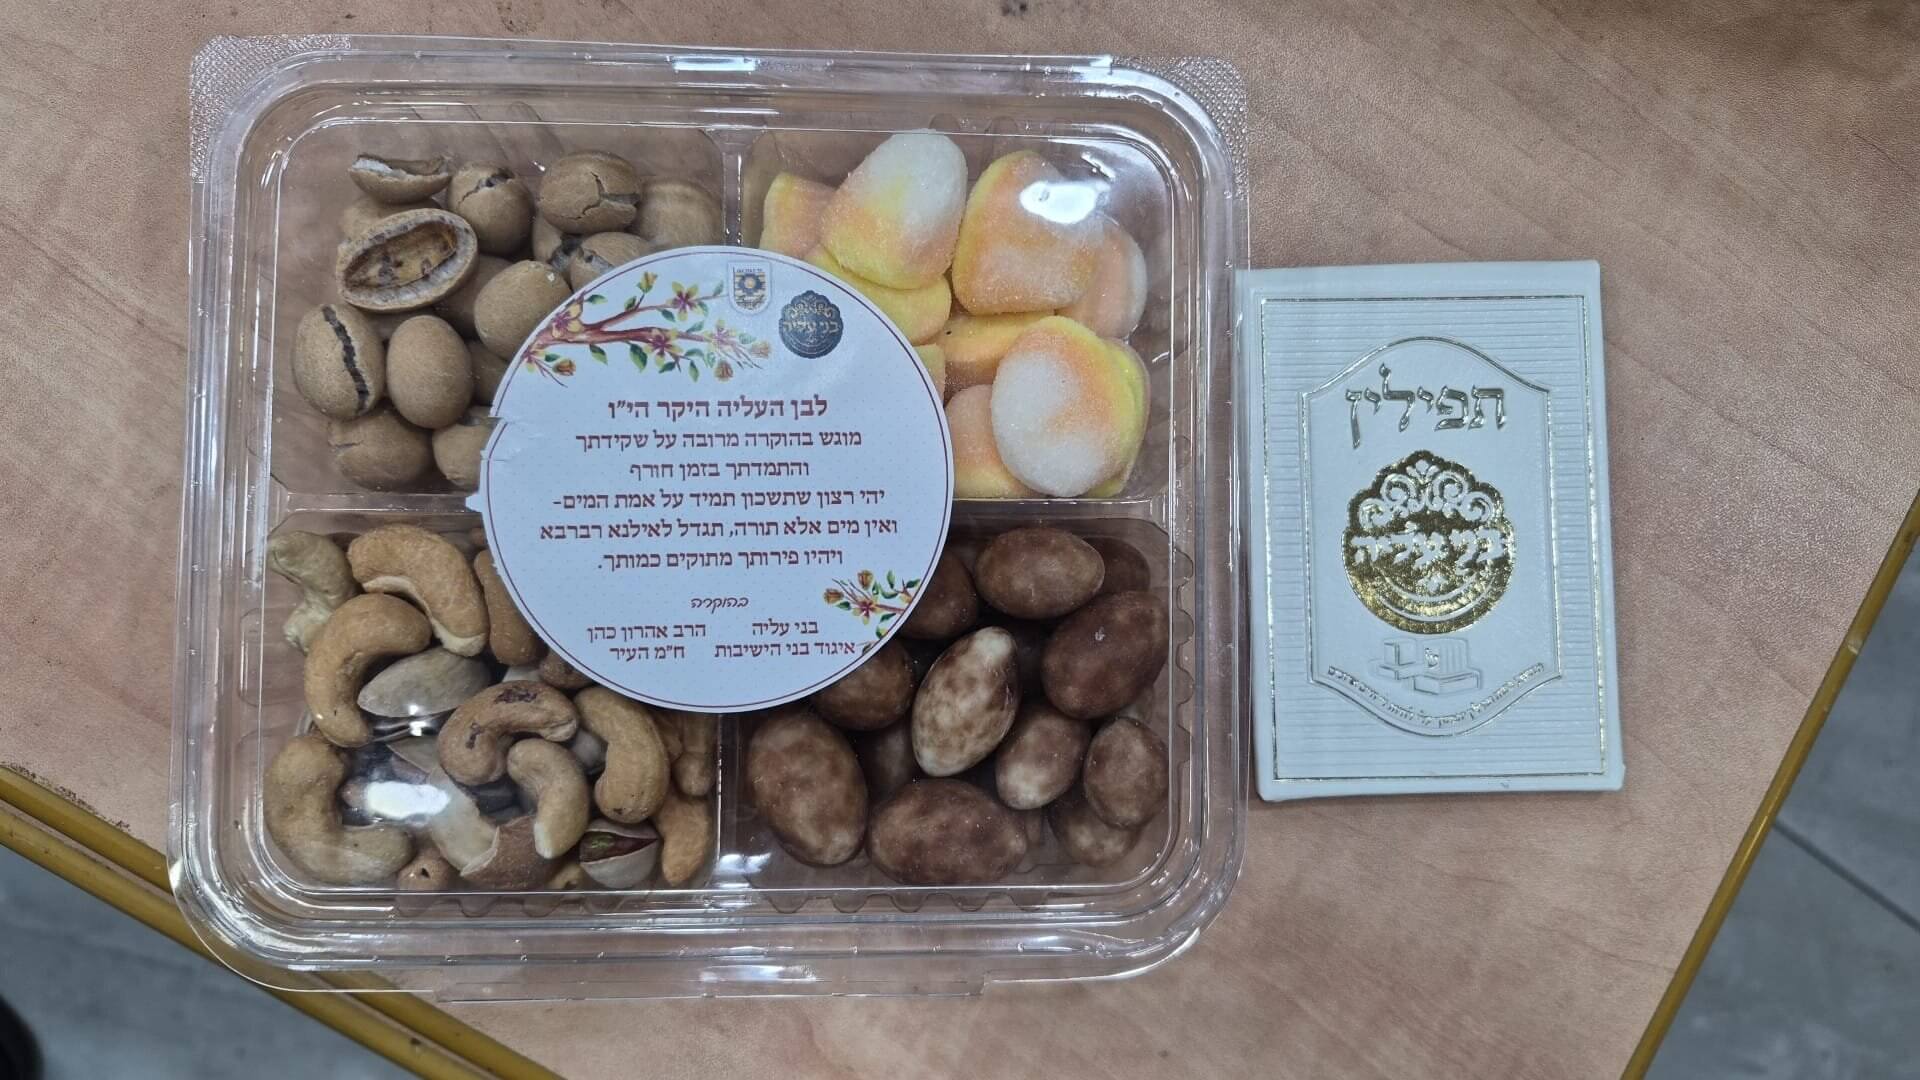 בני עליה
לבן העליה היקר הי"ו
מוגש בהוקרה מרובה על שקידתך
והתמדתך בזמן חורף
יהי רצון שתשכון תמיד על אמת המים-
ואין מים אלא תורה, תגדל לאילנא רברבא
ויהיו פירותך מתוקים כמותך.
בהוקרה
בני עליה
איגוד בני הישיבות
הרב אהרון כהן
ח"מ העיר
תפילין
בני עליה